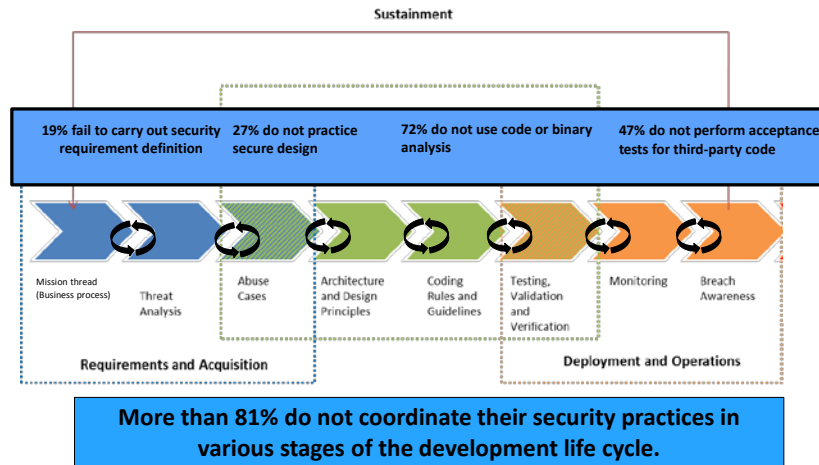 Sustainment
19% fail to carry out security
requirement definition
27% do not practice
secure design
72% do not use code or binary
analysis
47% do not perform acceptance
tests for third-party code
Mission thread
(Business process)
Threat
Analysis
Abuse
Cases
Architecture
and Design
Principles
Coding
Rules and
Guidelines
Testing,
Validation
and
Verification
Monitoring
Breach
Awareness
Requirements and Acquisition
Deployment and Operations
More than 81% do not coordinate their security practices in
various stages of the development life cycle.